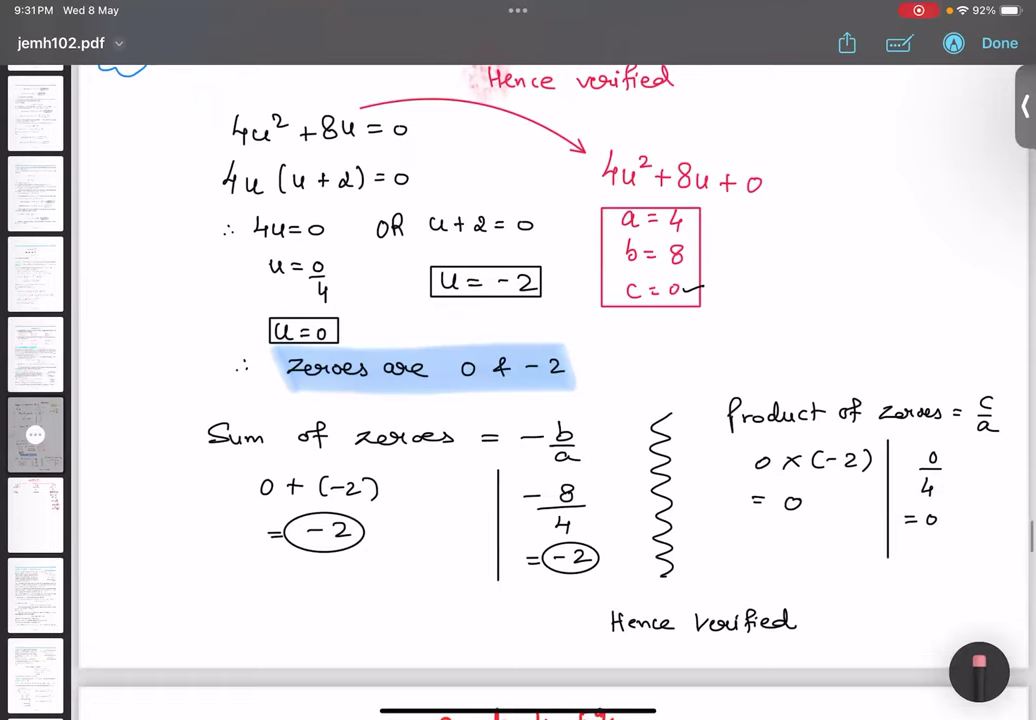 9:31PM Wed 8 May
92%
jemh102.pdf
Done
Hence verified
4u² + 8u = 0
4u (u + 2) = 0
∴ 4u = 0 OR u + 2 = 0
u = 0/4
u = -2
u = 0
∴ zeroes are 0 & -2
4u² + 8u + 0
a = 4
b = 8
c = 0
Sum of zeroes = -b/a
0 + (-2)
= -2
-8/4
= -2
Product of zeroes = c/a
0 × (-2)
= 0
0/4
= 0
Hence verified